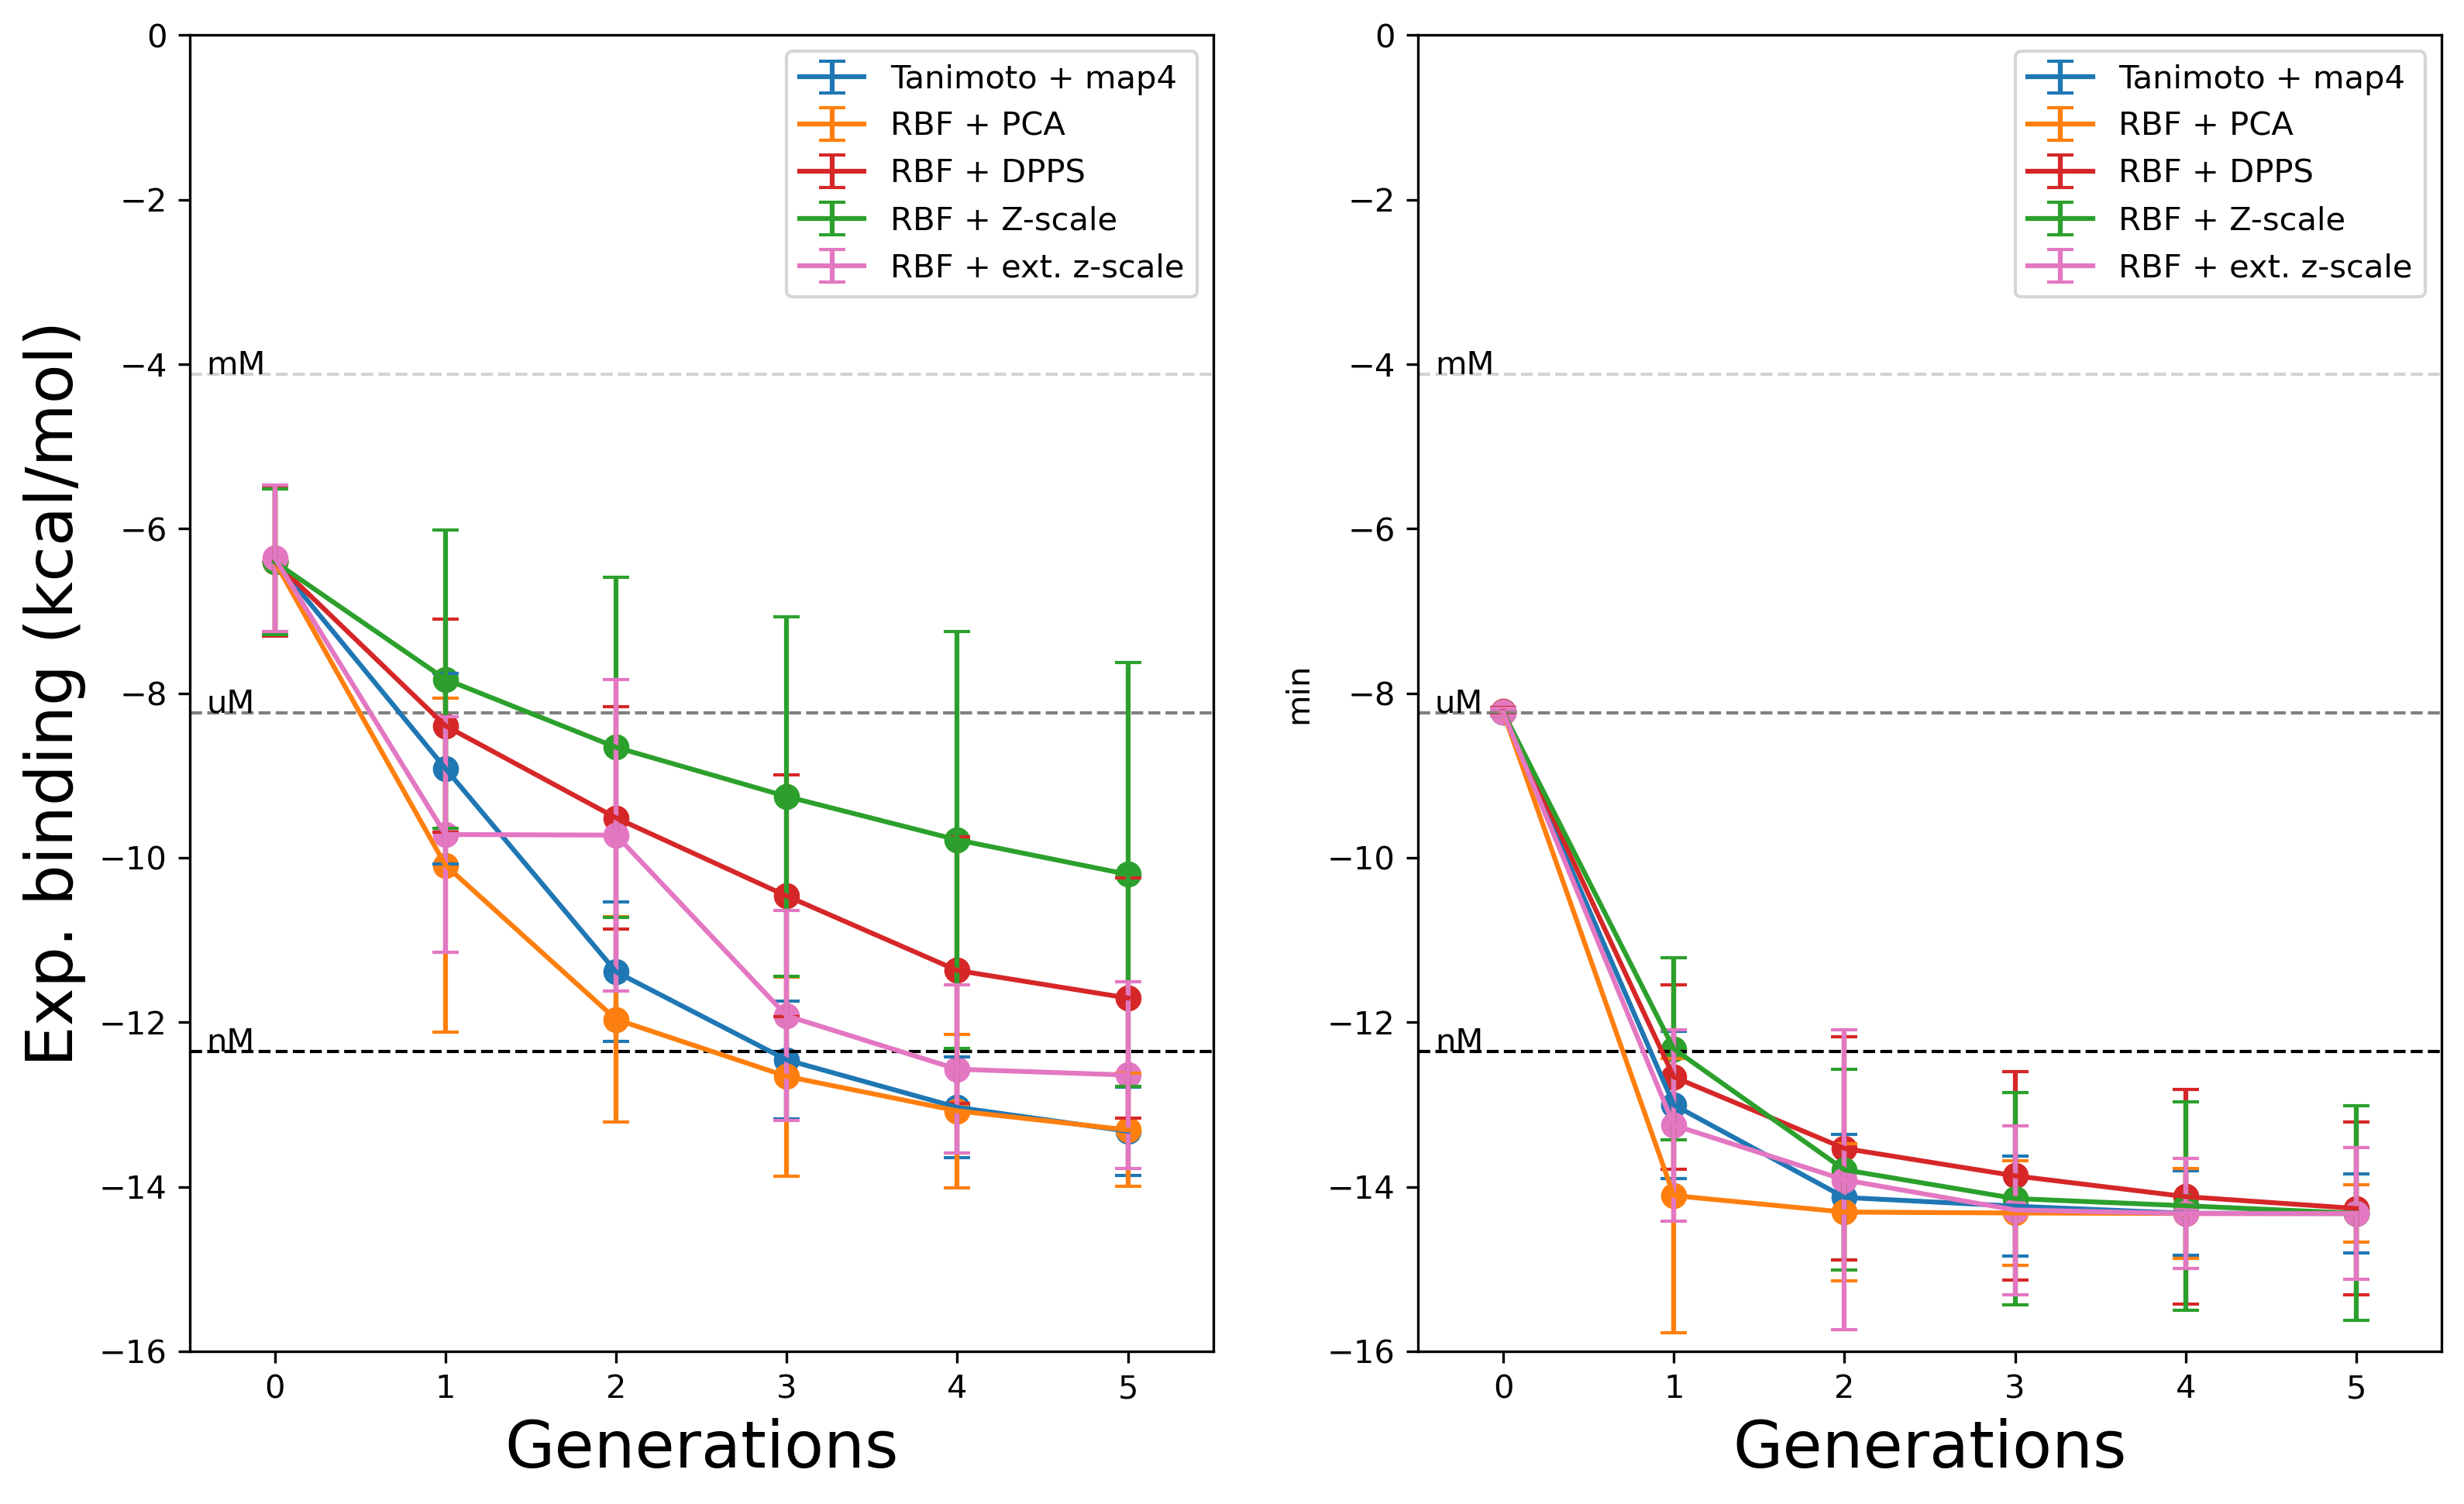 Exp. binding (kcal/mol)
0
−2
−4
−6
−8
−10
−12
−14
−16
Tanimoto + map4
RBF + PCA
RBF + DPPS
RBF + Z-scale
RBF + ext. z-scale
mM
uM
nM
0 1 2 3 4 5
Generations
min
0
−2
−4
−6
−8
−10
−12
−14
−16
Tanimoto + map4
RBF + PCA
RBF + DPPS
RBF + Z-scale
RBF + ext. z-scale
mM
uM
nM
0 1 2 3 4 5
Generations